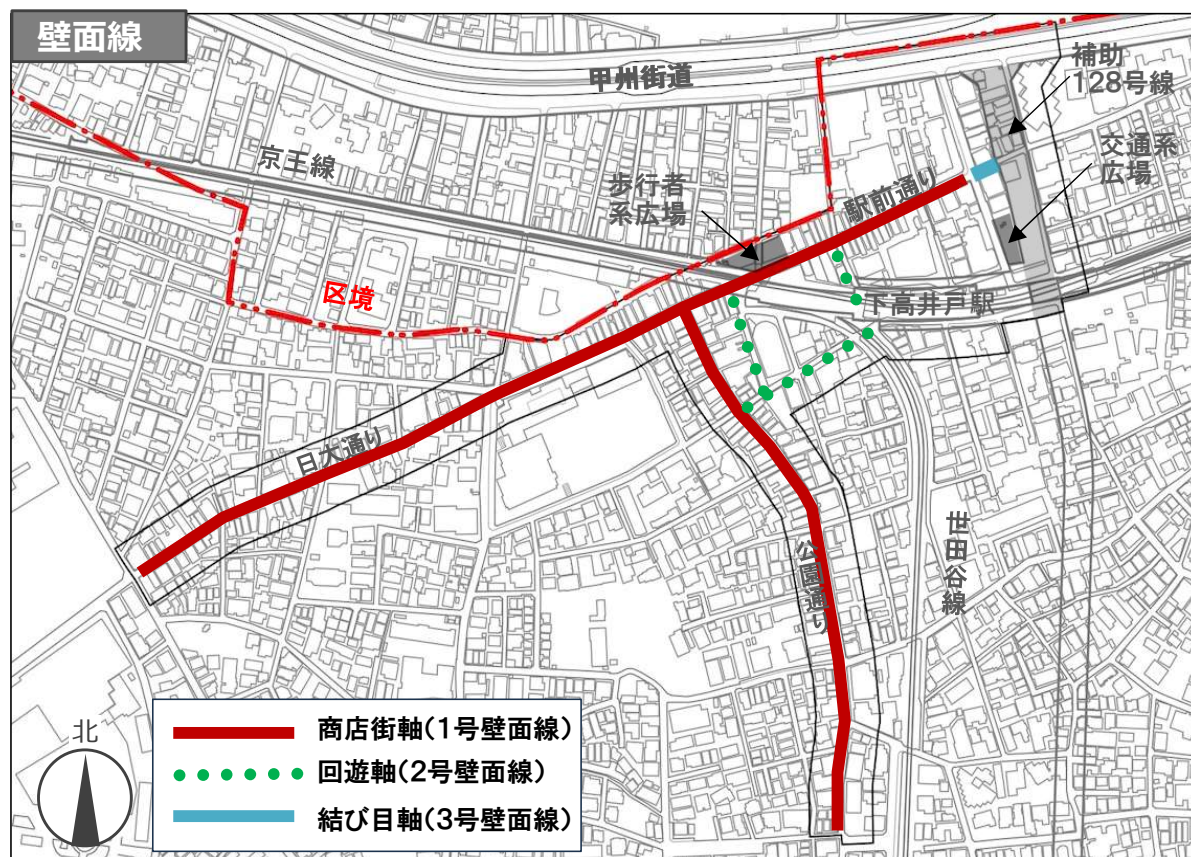 壁面線
甲州街道
補助
128号線
京王線
交通系
広場
歩行者
系広場
駅前通り
区境
下高井戸駅
日大通り
世田谷線
公園通り
北
商店街軸(1号壁面線)
回遊軸(2号壁面線)
結び目軸(3号壁面線)